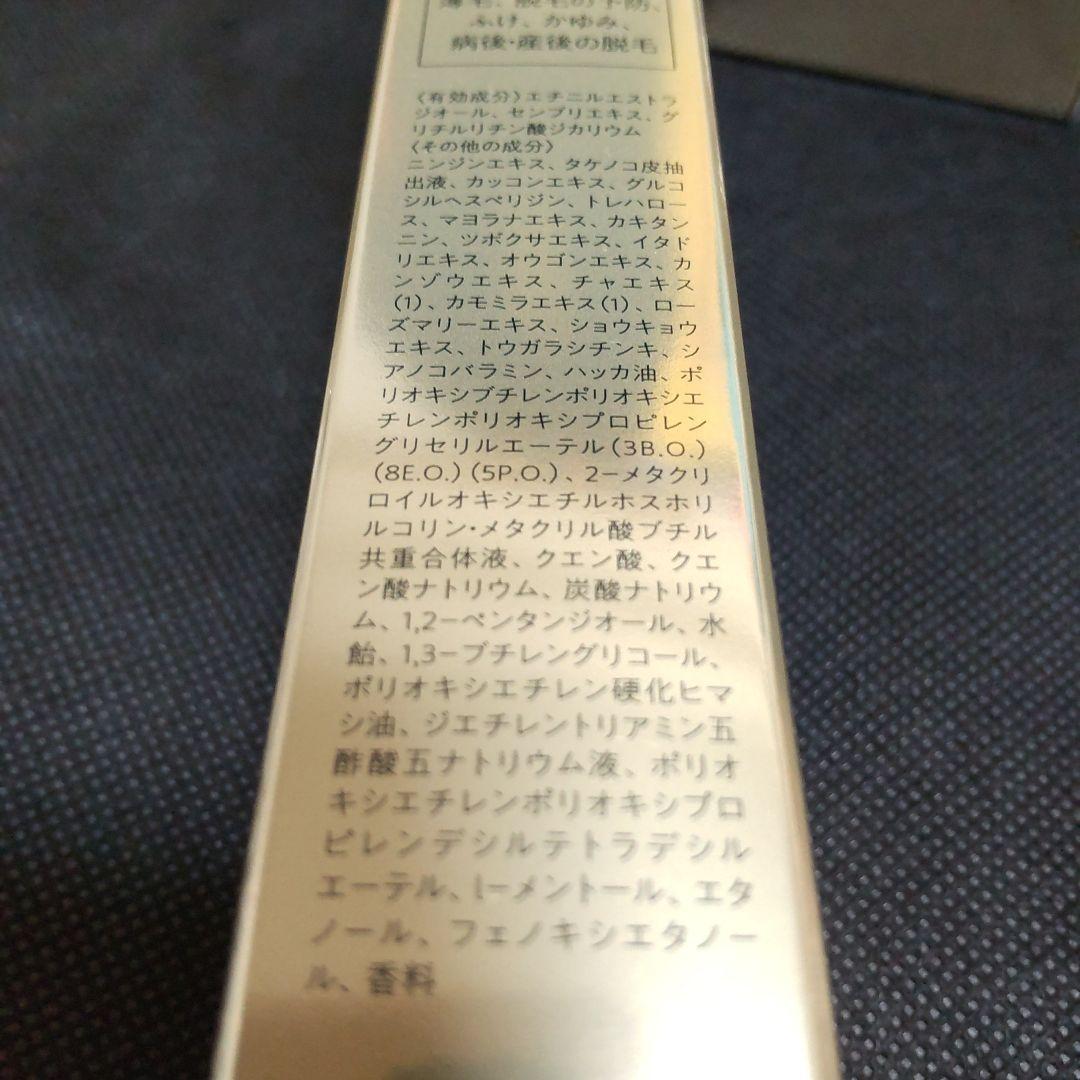 薄毛、脱毛の予防、
ふけ、かゆみ、
病後・産後の脱毛
〈有効成分〉エチニルエストラ
ジオール、センブリエキス、グ
リチルリチン酸ジカリウム
〈その他の成分〉
ニンジンエキス、タケノコ皮抽
出液、カッコンエキス、グルコ
シルヘスペリジン、トレハロー
ス、マヨラナエキス、カキタン
ニン、ツボクサエキス、イタド
リエキス、オウゴンエキス、カ
ンゾウエキス、チャエキス
(1)、カモミラエキス(1)、ロー
ズマリーエキス、ショウキョウ
エキス、トウガラシチンキ、シ
アノコバラミン、ハッカ油、ポ
リオキシブチレンポリオキシエ
チレンポリオキシプロピレン
グリセリルエーテル(3B.O.)
(8E.O.)(5P.O.)、2−メタクリ
ロイルオキシエチルホスホリ
ルコリン・メタクリル酸ブチル
共重合体液、クエン酸、クエ
ン酸ナトリウム、炭酸ナトリウ
ム、1,2−ペンタンジオール、水
飴、1,3−ブチレングリコール、
ポリオキシエチレン硬化ヒマ
シ油、ジエチレントリアミン五
酢酸五ナトリウム液、ポリオ
キシエチレンポリオキシプロ
ピレンデシルテトラデシル
エーテル、l−メントール、エタ
ノール、フェノキシエタノー
ル、香料